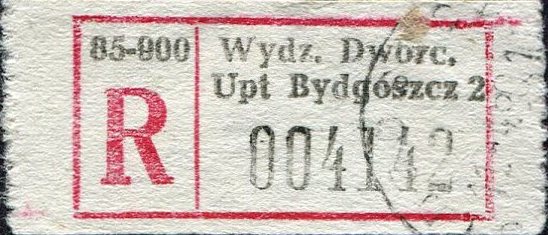 85-900
R
Wydz. Dworc.
Upt Bydgoszcz 2
004142